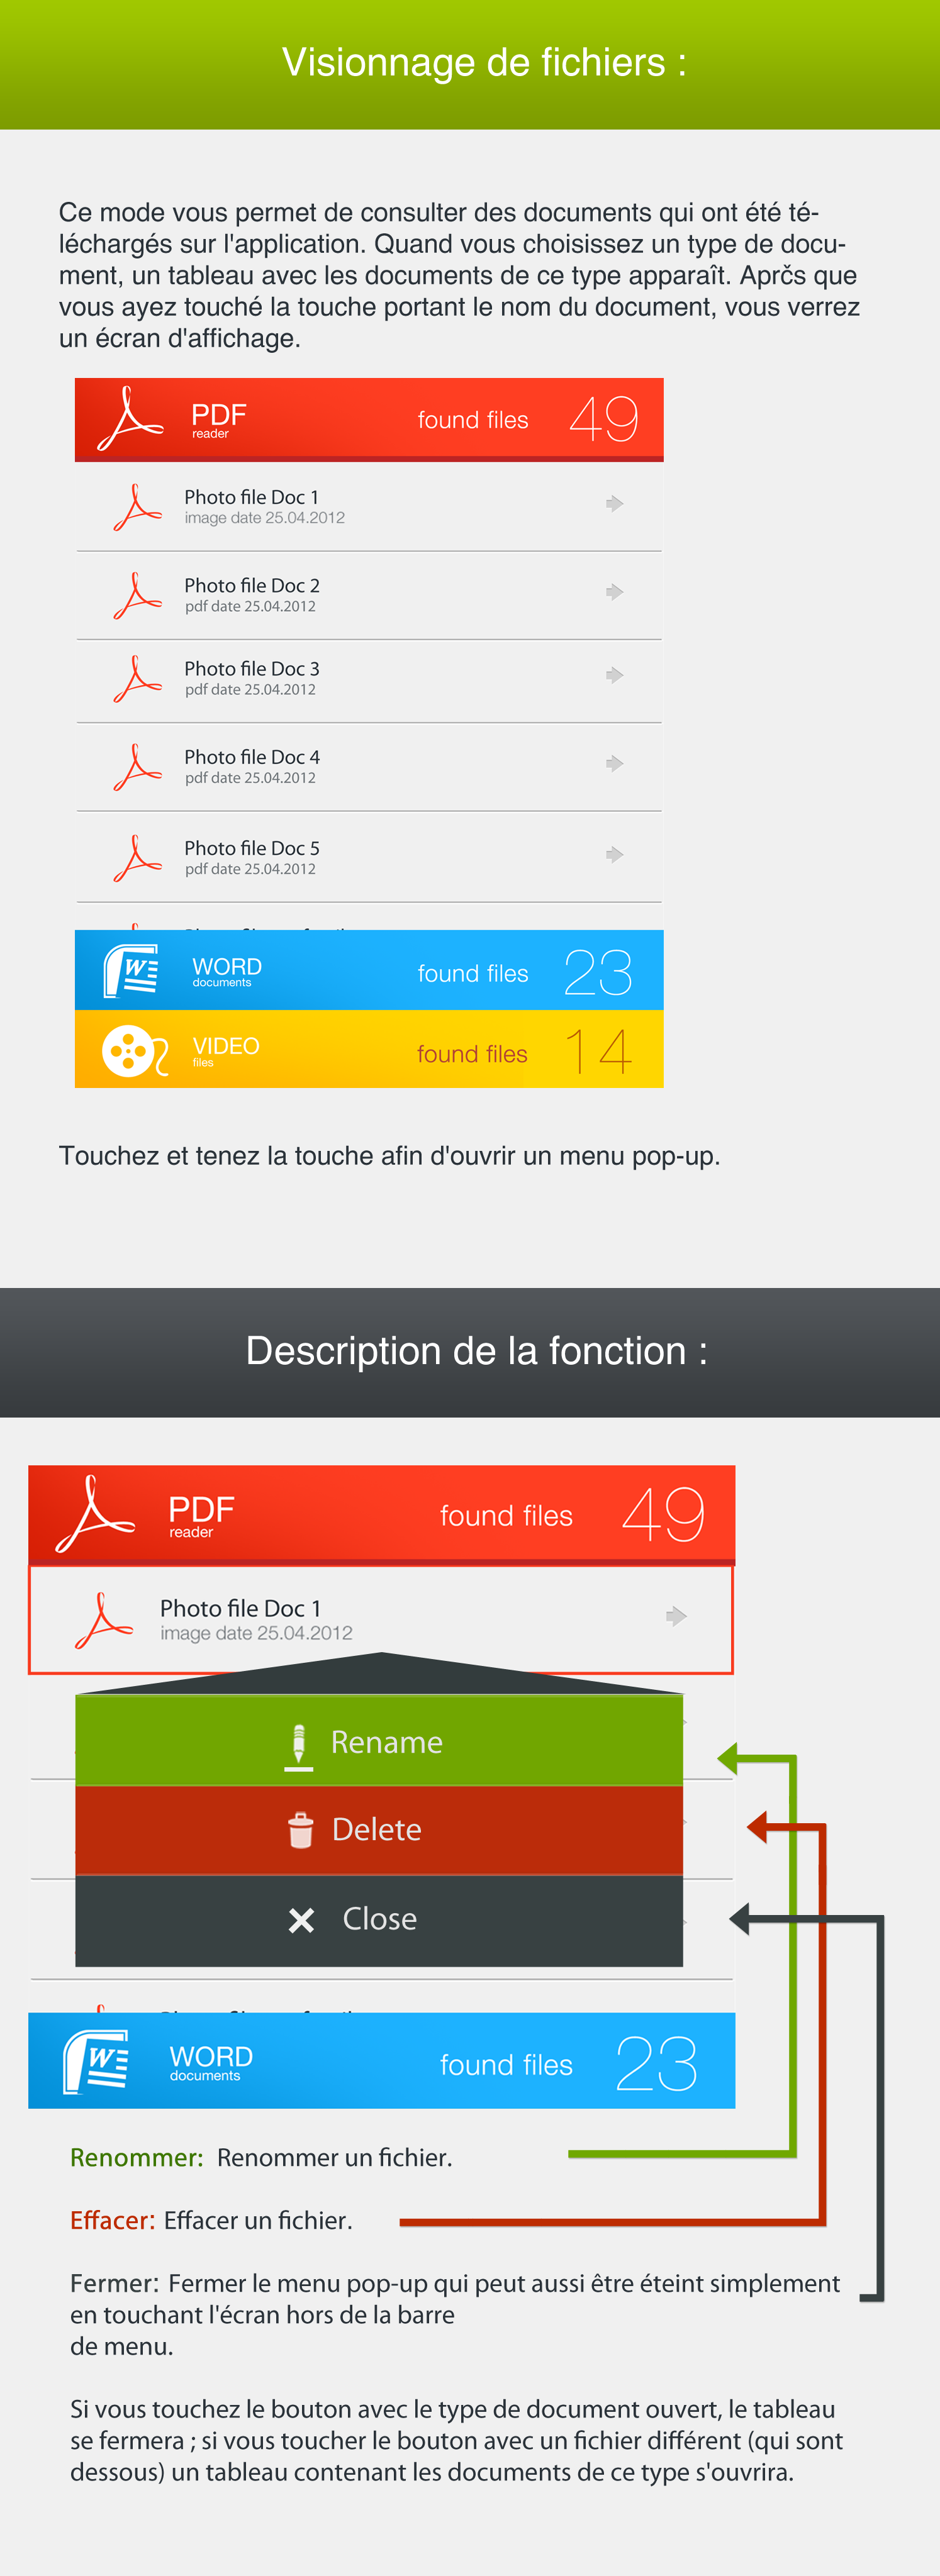 Visionnage de fichiers :
Ce mode vous permet de consulter des documents qui ont été té-
léchargés sur l'application. Quand vous choisissez un type de docu-
ment, un tableau avec les documents de ce type apparaît. Aprčs que
vous ayez touché la touche portant le nom du document, vous verrez
un écran d'affichage.
PDF found files 49
reader
Photo file Doc 1
image date 25.04.2012
Photo file Doc 2
pdf date 25.04.2012
Photo file Doc 3
pdf date 25.04.2012
Photo file Doc 4
pdf date 25.04.2012
Photo file Doc 5
pdf date 25.04.2012
W WORD found files 23
documents
VIDEO found files 14
files
Touchez et tenez la touche afin d'ouvrir un menu pop-up.
Description de la fonction :
PDF found files 49
reader
Photo file Doc 1
image date 25.04.2012
Rename
Delete
Close
W WORD found files 23
documents
Renommer: Renommer un fichier.
Effacer: Effacer un fichier.
Fermer: Fermer le menu pop-up qui peut aussi être éteint simplement
en touchant l'écran hors de la barre
de menu.
Si vous touchez le bouton avec le type de document ouvert, le tableau
se fermera ; si vous toucher le bouton avec un fichier différent (qui sont
dessous) un tableau contenant les documents de ce type s'ouvrira.